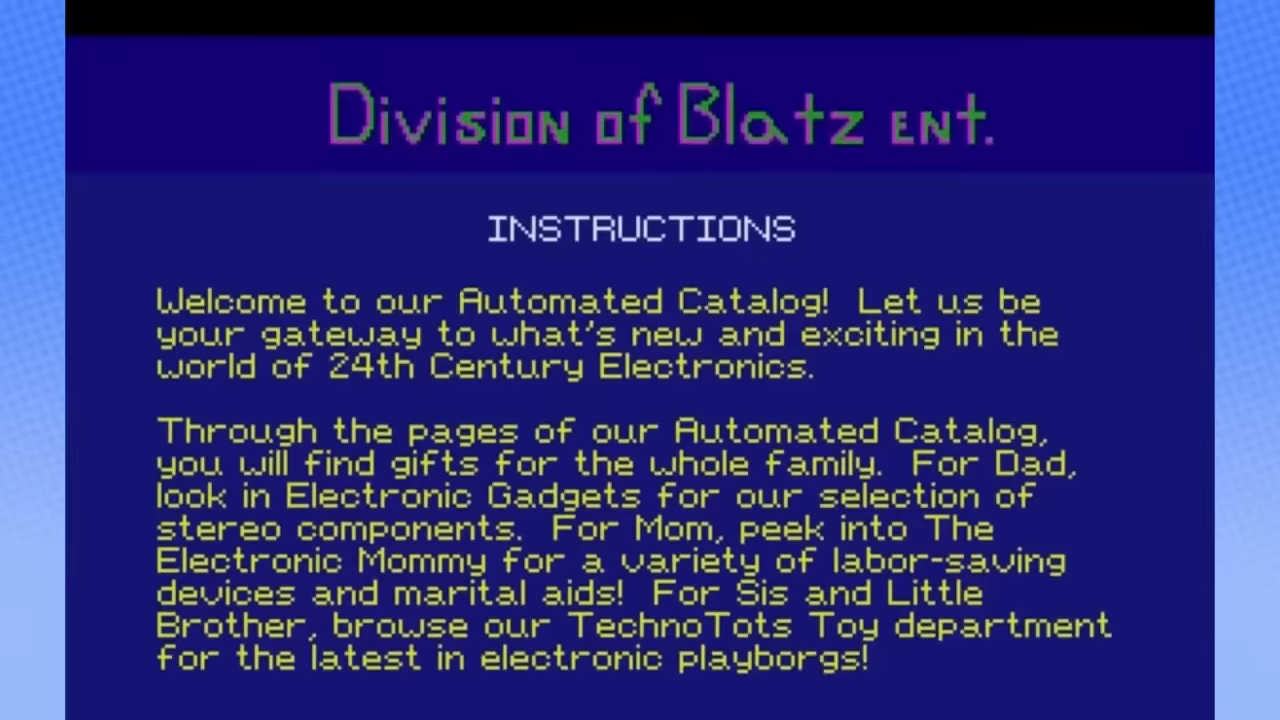 Division of Blatz ENT.
INSTRUCTIONS
Welcome to our Automated Catalog!  Let us be
your gateway to what's new and exciting in the
world of 24th Century Electronics.
Through the pages of our Automated Catalog,
you will find gifts for the whole family.  For Dad,
look in Electronic Gadgets for our selection of
stereo components.  For Mom, peek into The
Electronic Mommy for a variety of labor-saving
devices and marital aids!  For Sis and Little
Brother, browse our TechnoTots Toy department
for the latest in electronic playborgs!